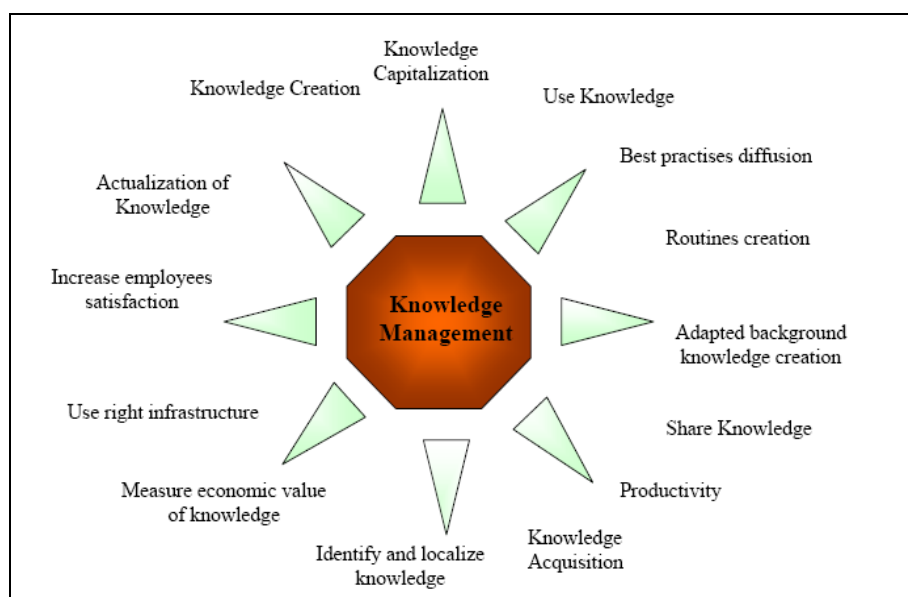 Knowledge
Capitalization
Knowledge Creation
Use Knowledge
Best practises diffusion
Actualization of
Knowledge
Routines creation
Increase employees
satisfaction
Knowledge
Management
Adapted background
knowledge creation
Use right infrastructure
Share Knowledge
Measure economic value
of knowledge
Productivity
Identify and localize
knowledge
Knowledge
Acquisition